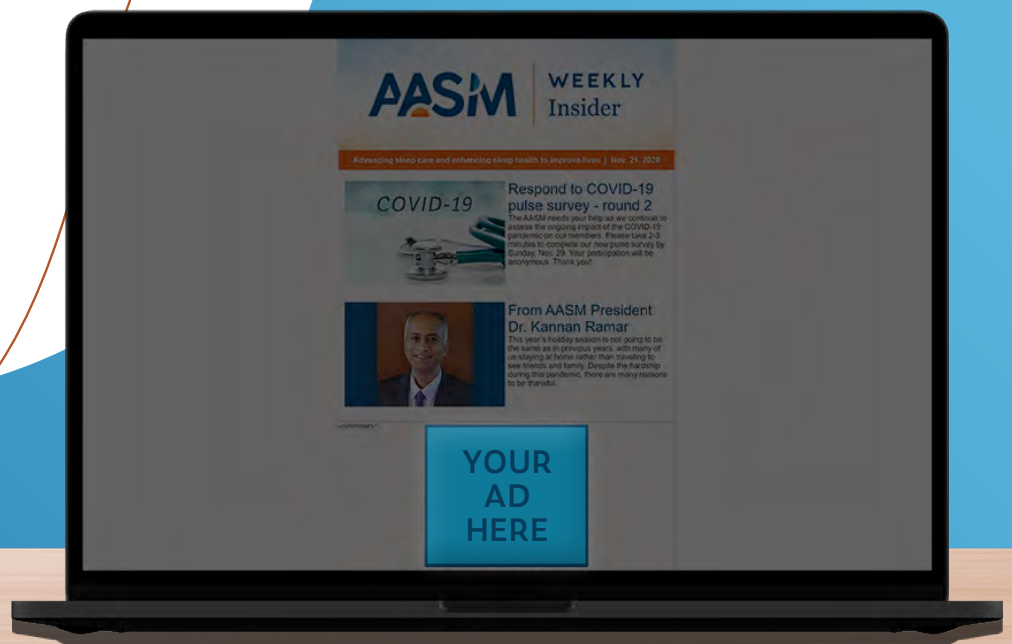 AASM
WEEKLY
Insider
Advancing sleep care and enhancing sleep health to improve lives | Nov. 21, 2020
COVID-19
Respond to COVID-19
pulse survey - round 2
The AASM needs your help as we continue to
assess the ongoing impact of the COVID-19
pandemic on our members. Please take 2-3
minutes to complete our new pulse survey by
Sunday, Nov. 29. Your participation will be
anonymous. Thank you!
From AASM President
Dr. Kannan Ramar
This year's holiday season is not going to be
the same as in previous years, with many of
us staying at home rather than traveling to
see friends and family. Despite the hardship
during this pandemic, there are many reasons
to be thankful.
YOUR
AD
HERE